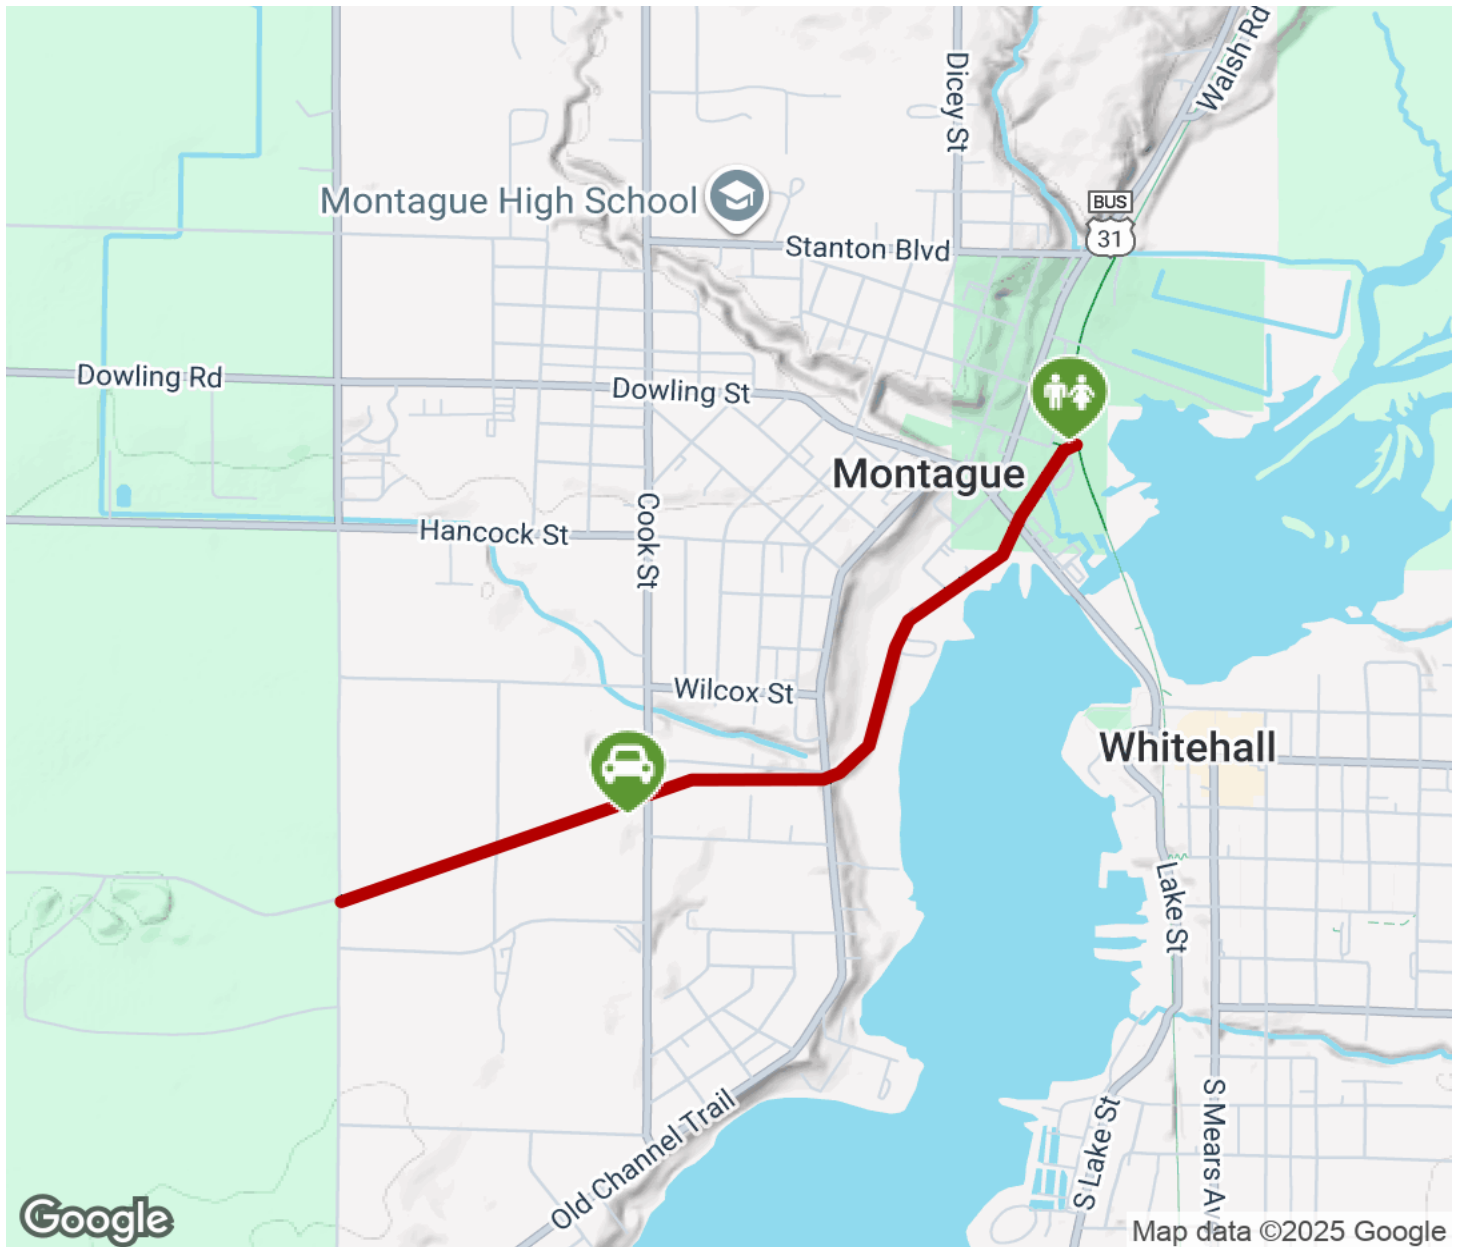 Walsh Rd
Dicey St
BUS
31
Montague High School
Stanton Blvd
Dowling Rd
Dowling St
Montague
Cook St
Hancock St
Wilcox St
Whitehall
Lake St
S Mears Ave
S Lake St
Old Channel Trail
Google
Map data ©2025 Google